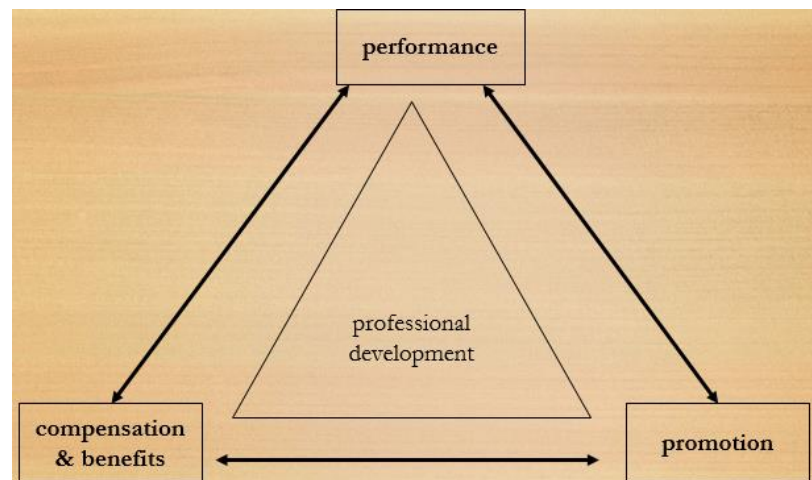 performance
professional
development
compensation
& benefits
promotion